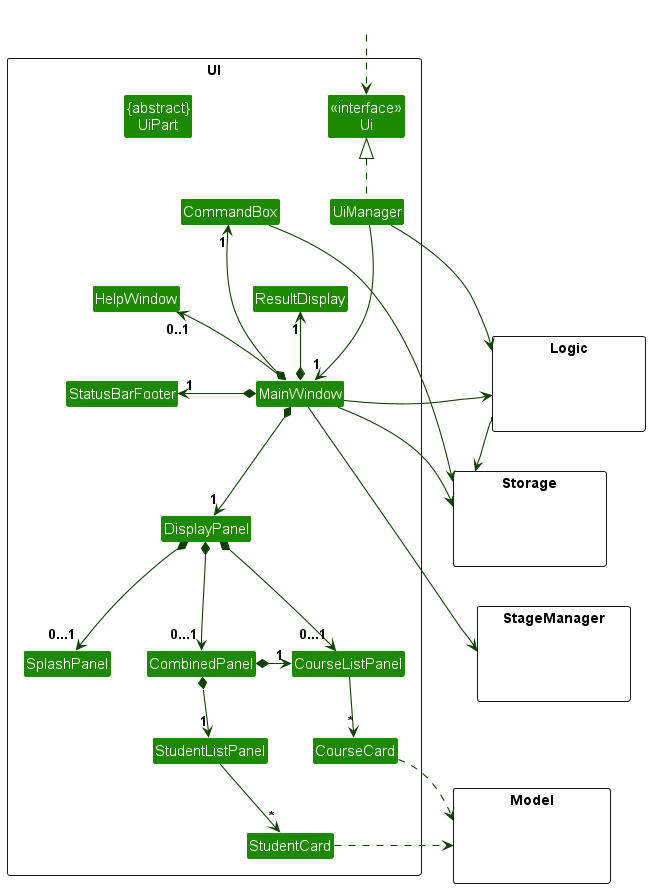 UI
{abstract}
UiPart
«interface»
Ui
CommandBox
UiManager
1
HelpWindow
ResultDisplay
0..1
1
Logic
1
StatusBarFooter
1
MainWindow
Storage
1
DisplayPanel
StageManager
0...1
0...1
0...1
SplashPanel
CombinedPanel
1
CourseListPanel
1
*
StudentListPanel
CourseCard
Model
*
StudentCard